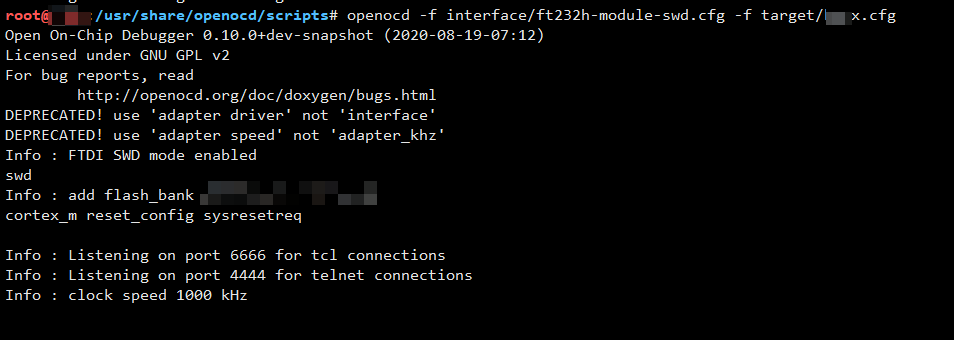 root@:/usr/share/openocd/scripts# openocd -f interface/ft232h-module-swd.cfg -f target/x.cfg
Open On-Chip Debugger 0.10.0+dev-snapshot (2020-08-19-07:12)
Licensed under GNU GPL v2
For bug reports, read
http://openocd.org/doc/doxygen/bugs.html
DEPRECATED! use 'adapter driver' not 'interface'
DEPRECATED! use 'adapter speed' not 'adapter_khz'
Info : FTDI SWD mode enabled
swd
Info : add flash_bank
cortex_m reset_config sysresetreq
Info : Listening on port 6666 for tcl connections
Info : Listening on port 4444 for telnet connections
Info : clock speed 1000 kHz